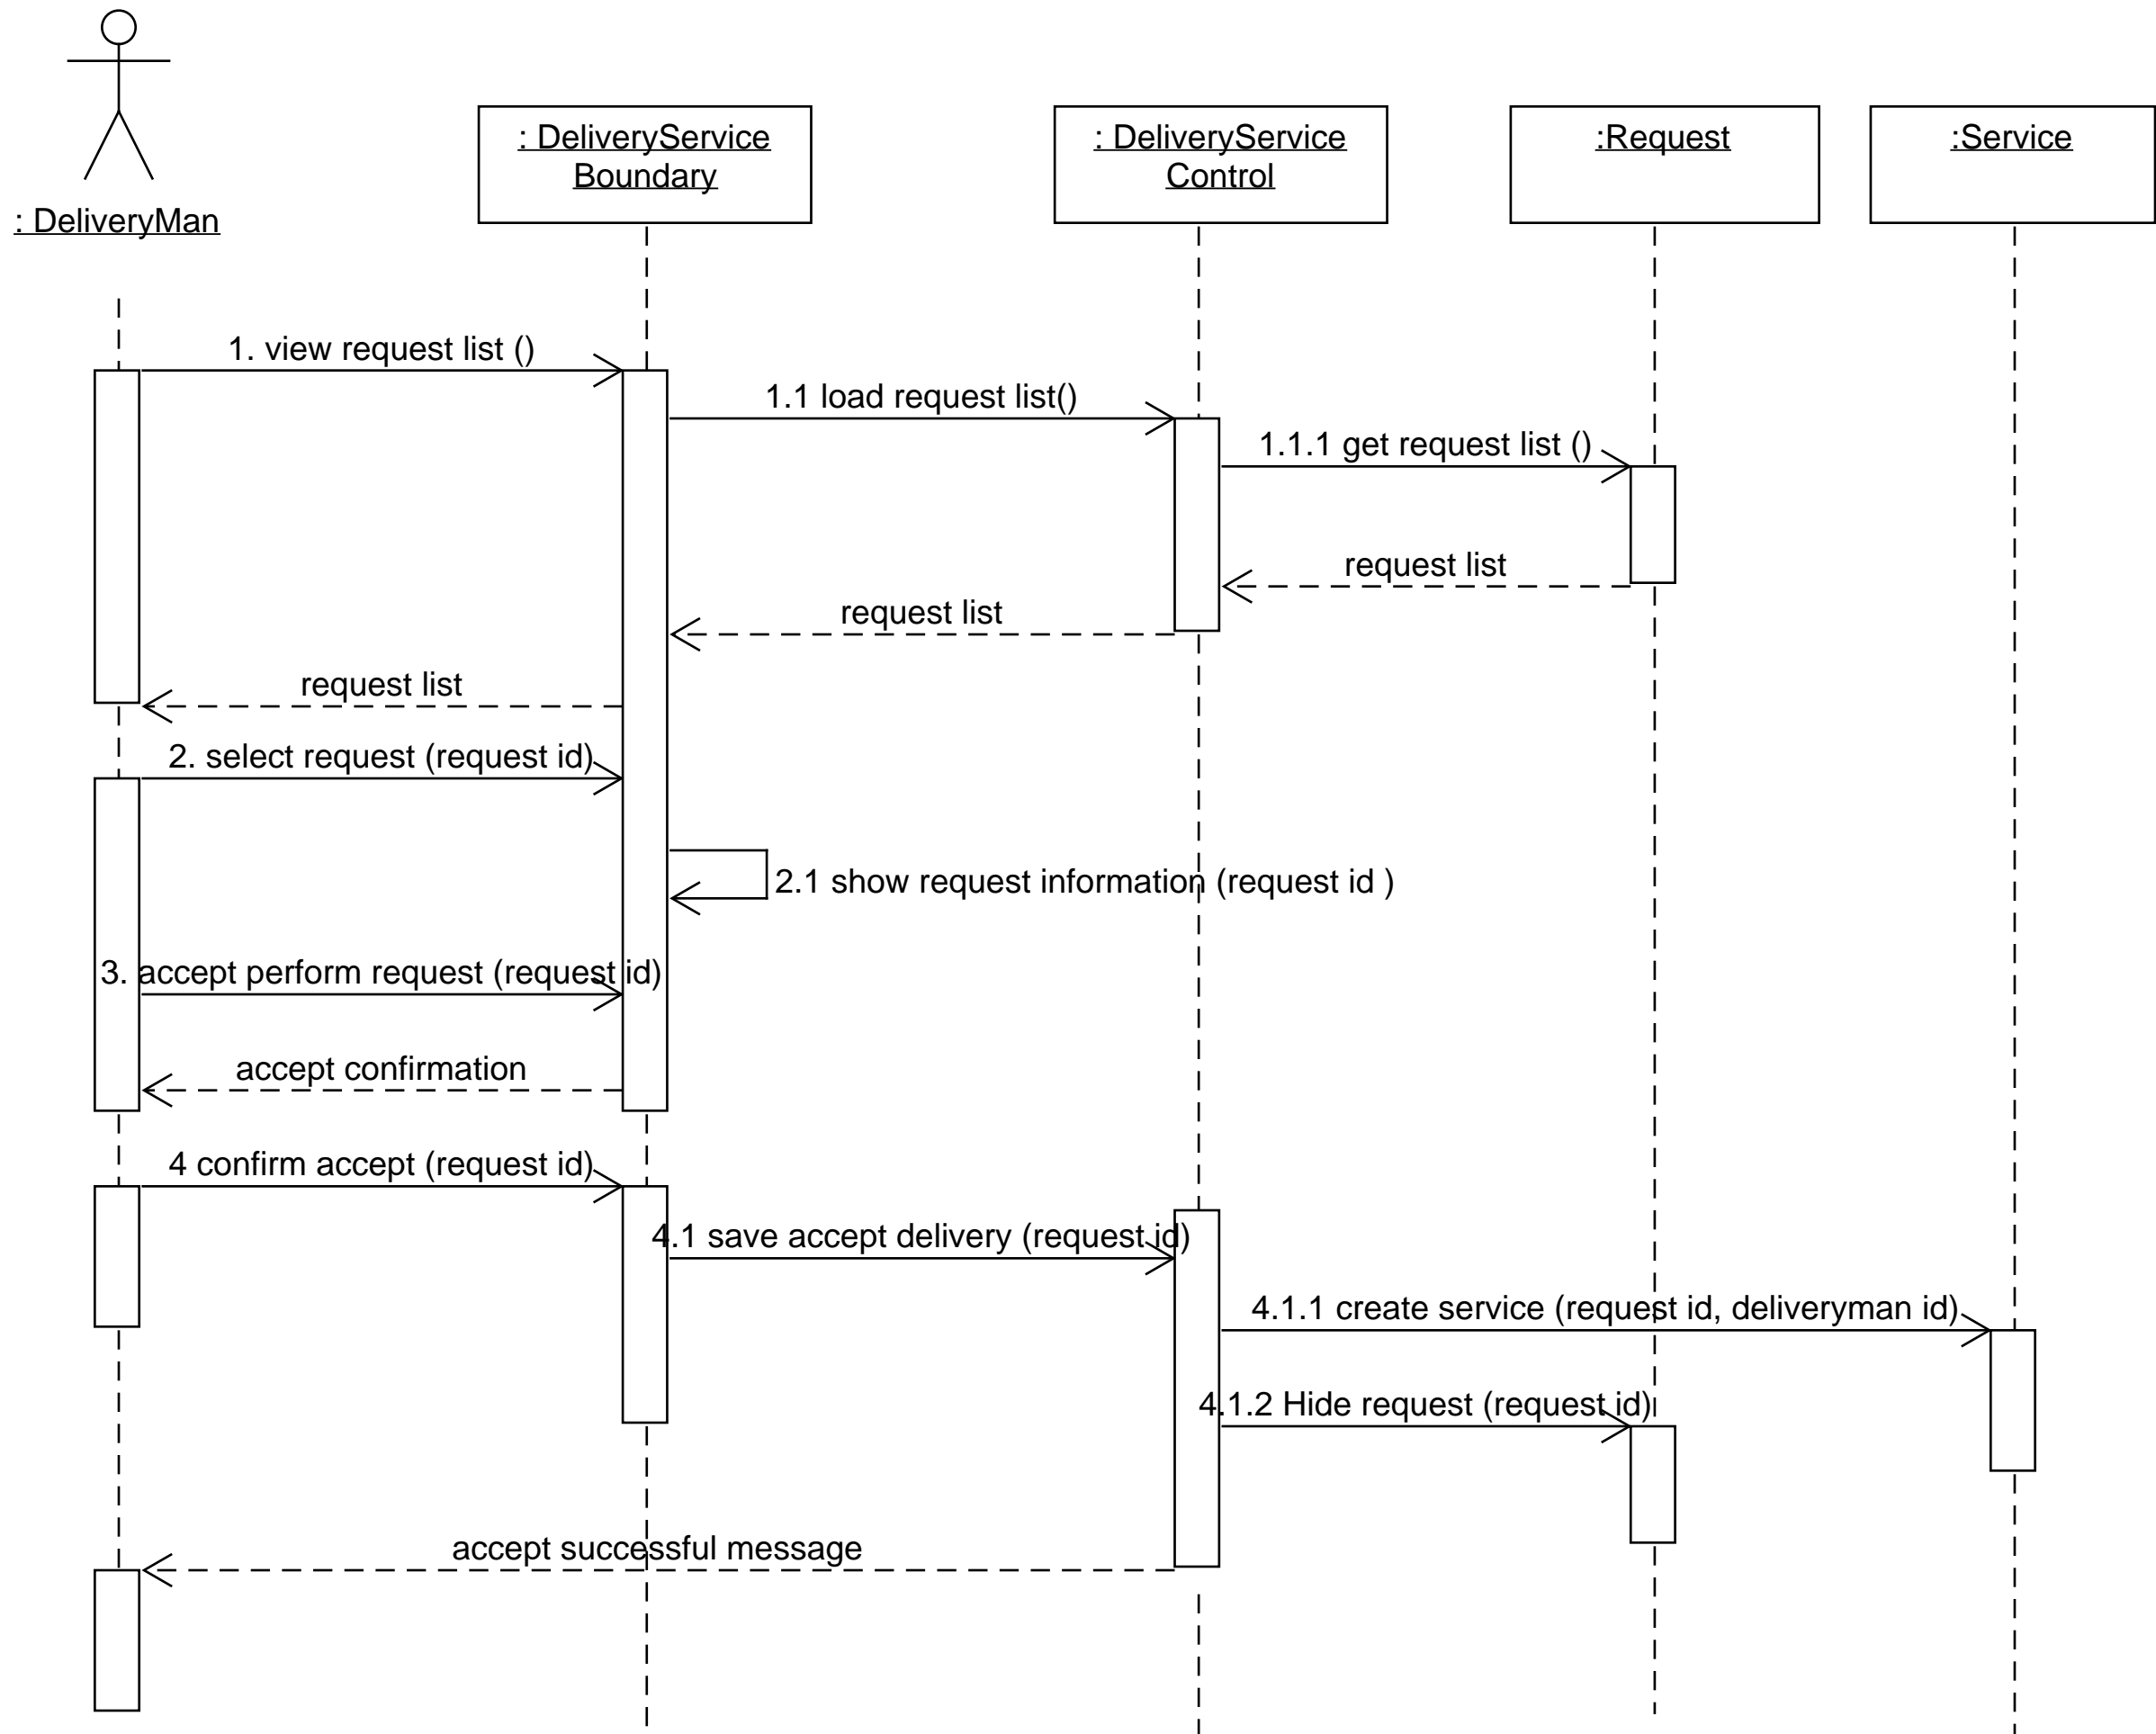 : DeliveryMan
: DeliveryService
Boundary
: DeliveryService
Control
:Request
:Service
1. view request list ()
1.1 load request list()
1.1.1 get request list ()
request list
request list
request list
2. select request (request id)
2.1 show request information (request id )
3. accept perform request (request id)
accept confirmation
4 confirm accept (request id)
4.1 save accept delivery (request id)
4.1.1 create service (request id, deliveryman id)
4.1.2 Hide request (request id)
accept successful message